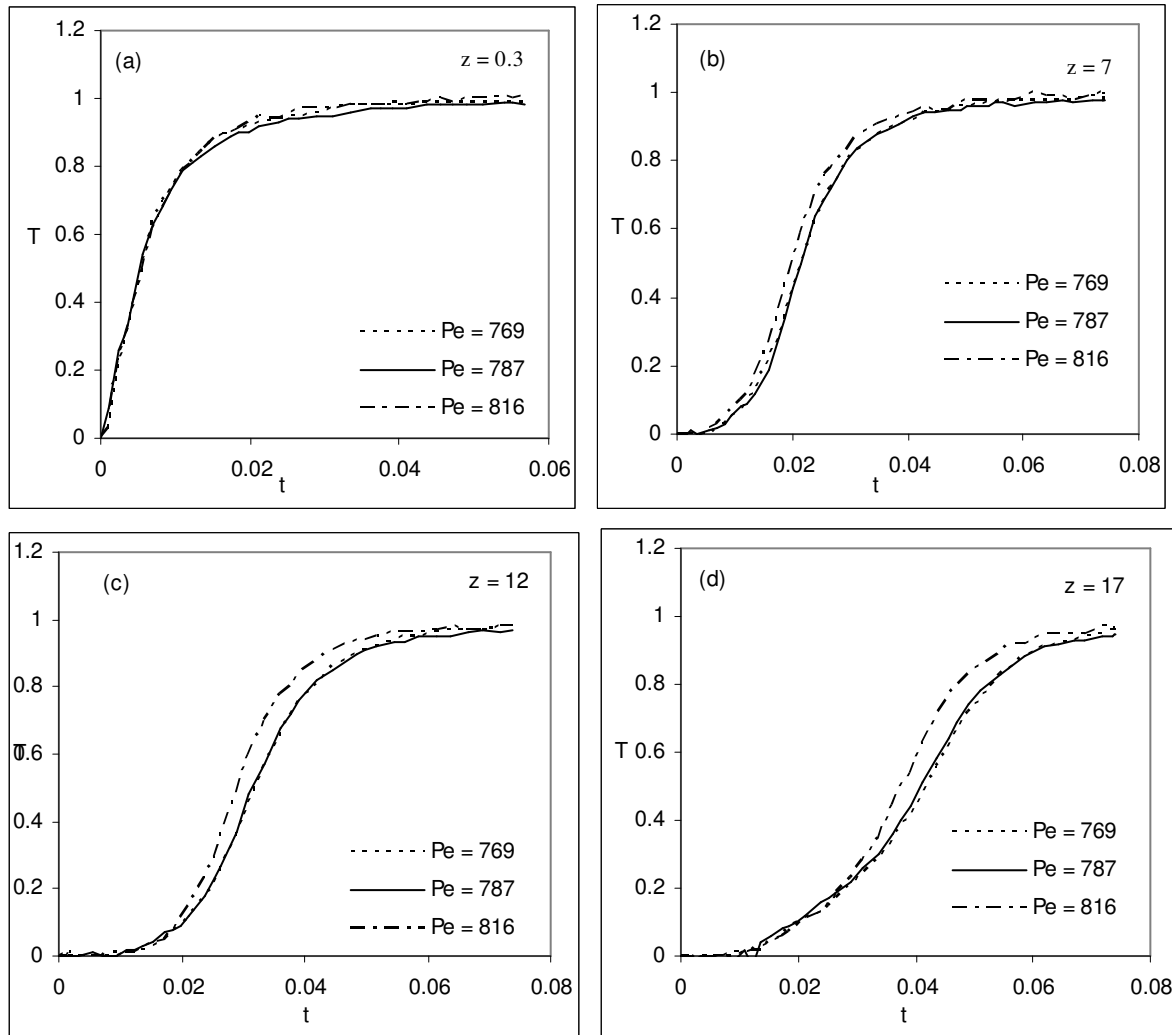 1.2
(a)
z = 0.3
1
0.8
T
0.6
0.4
Pe = 769
Pe = 787
0.2
Pe = 816
0
0
0.02
0.04
0.06
t
1.2
(b)
z = 7
1
0.8
T 0.6
0.4
Pe = 769
Pe = 787
0.2
Pe = 816
0
0
0.02
0.04
0.06
0.08
t
1.2
(c)
z = 12
1
0.8
0.6
0.4
Pe = 769
Pe = 787
0.2
Pe = 816
0
0
0.02
0.04
0.06
0.08
t
1.2
(d)
z = 17
1
0.8
T 0.6
0.4
Pe = 769
Pe = 787
0.2
Pe = 816
0
0
0.02
0.04
0.06
0.08
t